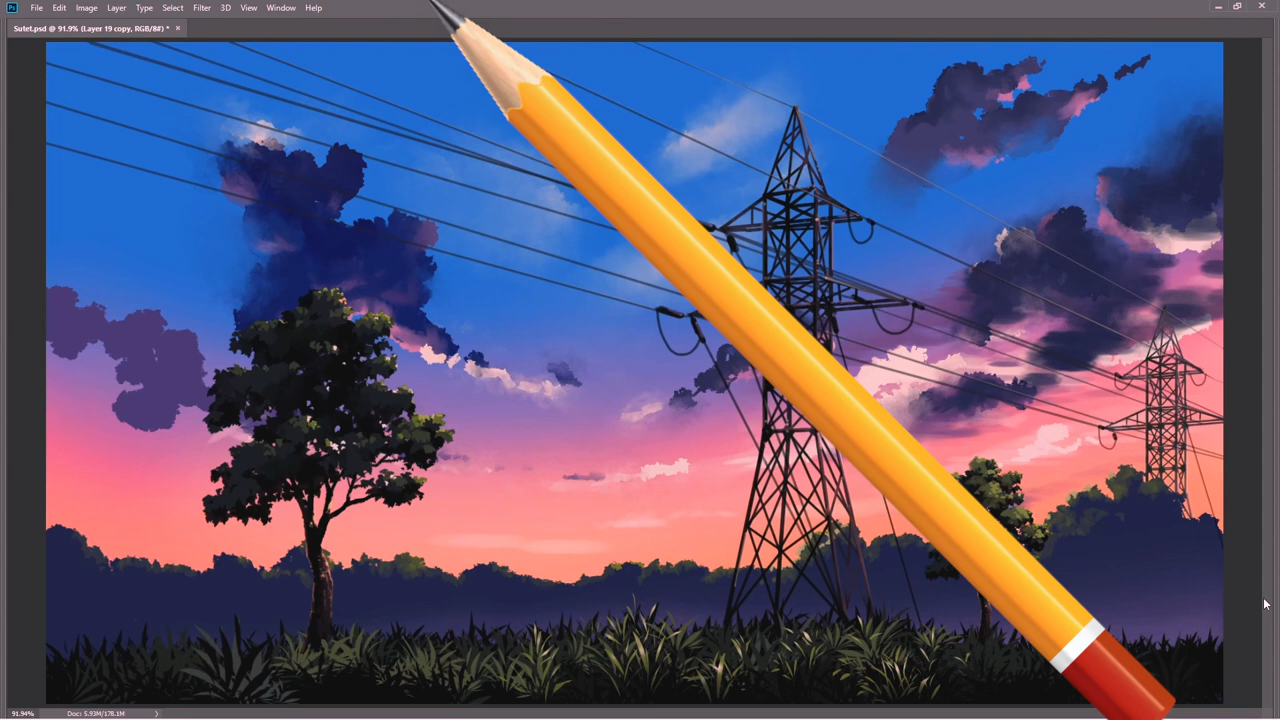 Ps File Edit Image Layer Type Select Filter 3D View Window Help
Sutet.psd @ 91.9% (Layer 19 copy, RGB/8#) *
91.94% Doc: 5.93M/178.1M